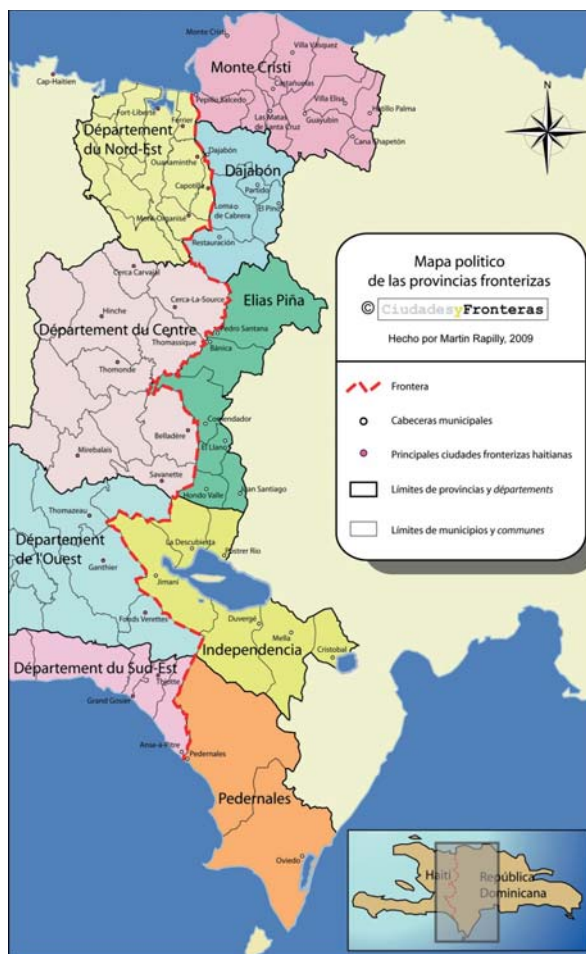 Monte Cristi
Villa Vásquez
Monte Cristi
Cap-Haitien
Castañuelas
Villa Elisa
Hatillo Palma
Pepillo Salcedo
Fort-Liberté
Ferrier
Las Matas
de Santa Cruz
Guayubín
Département
du Nord-Est
Cana Chapetón
Ouanaminthe
Dajabón
Dajabón
Capotille
Partido
Loma
de Cabrera
El Pino
Mont-Organisé
Restauración
Cerca Carvajal
Cerca-La-Source
Elias Piña
Hinche
Département du Centre
Pedro Santana
Thomassique
Bánica
Thomonde
Comendador
Belladère
El Llano
Mirebalais
Savanette
Hondo Valle
Juan Santiago
Thomazeau
Département
de l'Ouest
La Descubierta
Postrer Río
Ganthier
Jimaní
Fonds Verettes
Duvergé
Mella
Independencia
Cristobal
Département du Sud-Est
Thiotte
Grand Gosier
Anse-à-Pitre
Pedernales
Pedernales
Oviedo
N
Mapa politico
de las provincias fronterizas
© CiudadesyFronteras
Hecho por Martin Rapilly, 2009
Frontera
Cabeceras municipales
Principales ciudades fronterizas haitianas
Límites de provincias y départements
Límites de municipios y communes
Haïti
República
Dominicana